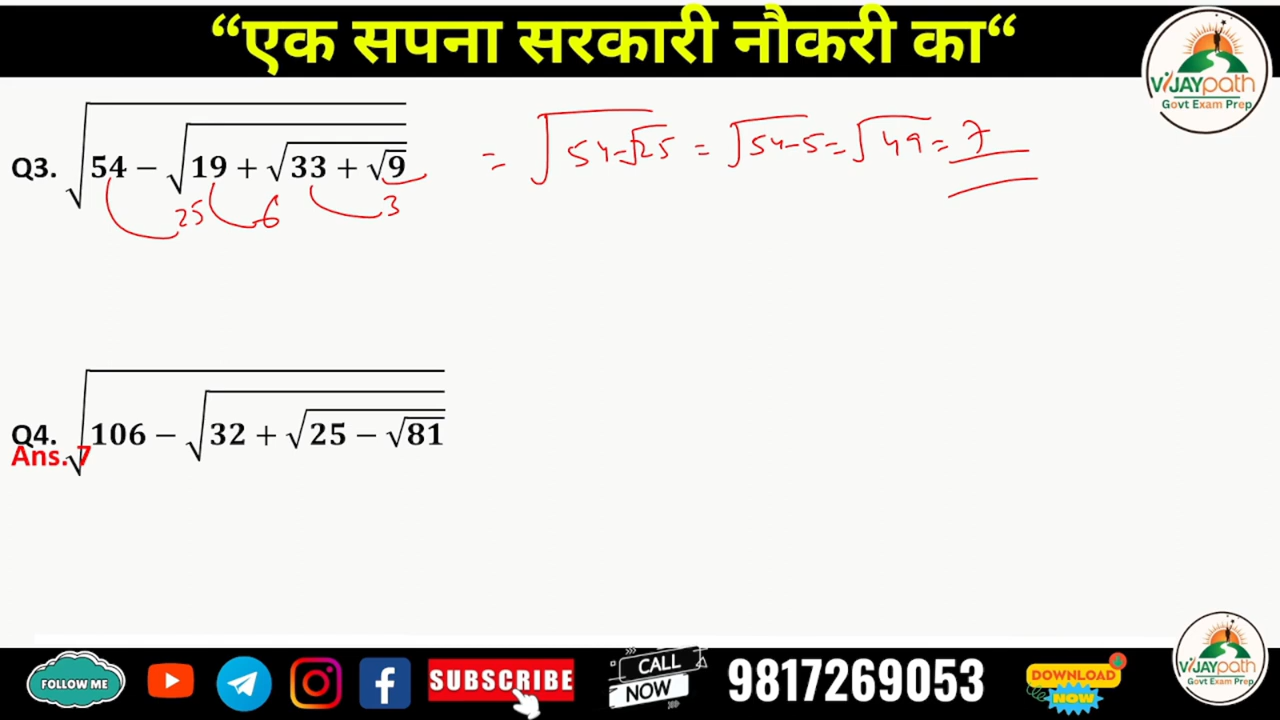 “एक सपना सरकारी नौकरी का“
ViJAYpath
Govt Exam Prep
Q3. √(54 − √(19 + √(33 + √9))) = √(54-√25) = √(54-5) = √49 = 7
25 6 3
Q4. √(106 − √(32 + √(25 − √81)))
Ans. 7
FOLLOW ME
SUBSCRIBE
CALL NOW
9817269053
DOWNLOAD NOW
ViJAYpath
Govt Exam Prep